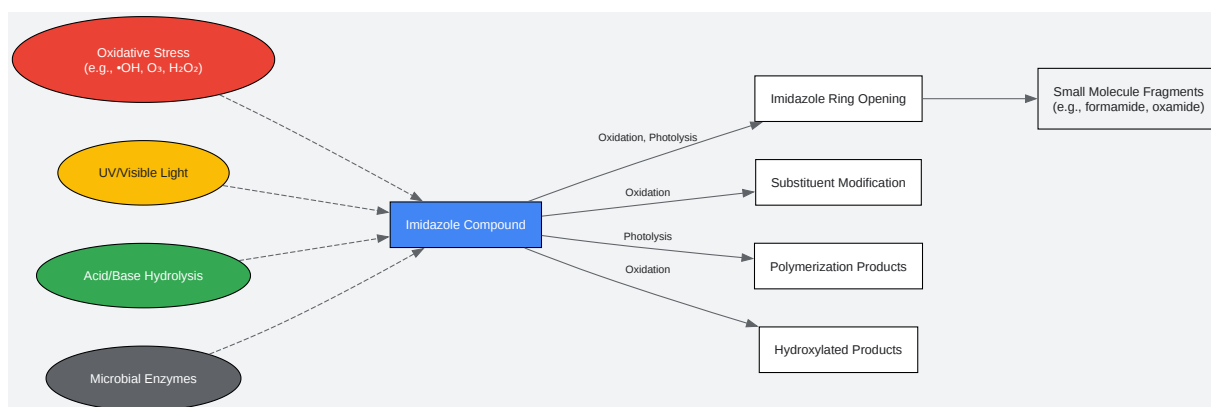 Oxidative Stress
(e.g., •OH, O₃, H₂O₂)
UV/Visible Light
Acid/Base Hydrolysis
Microbial Enzymes
Imidazole Compound
Oxidation, Photolysis
Oxidation
Photolysis
Oxidation
Imidazole Ring Opening
Substituent Modification
Polymerization Products
Hydroxylated Products
Small Molecule Fragments
(e.g., formamide, oxamide)